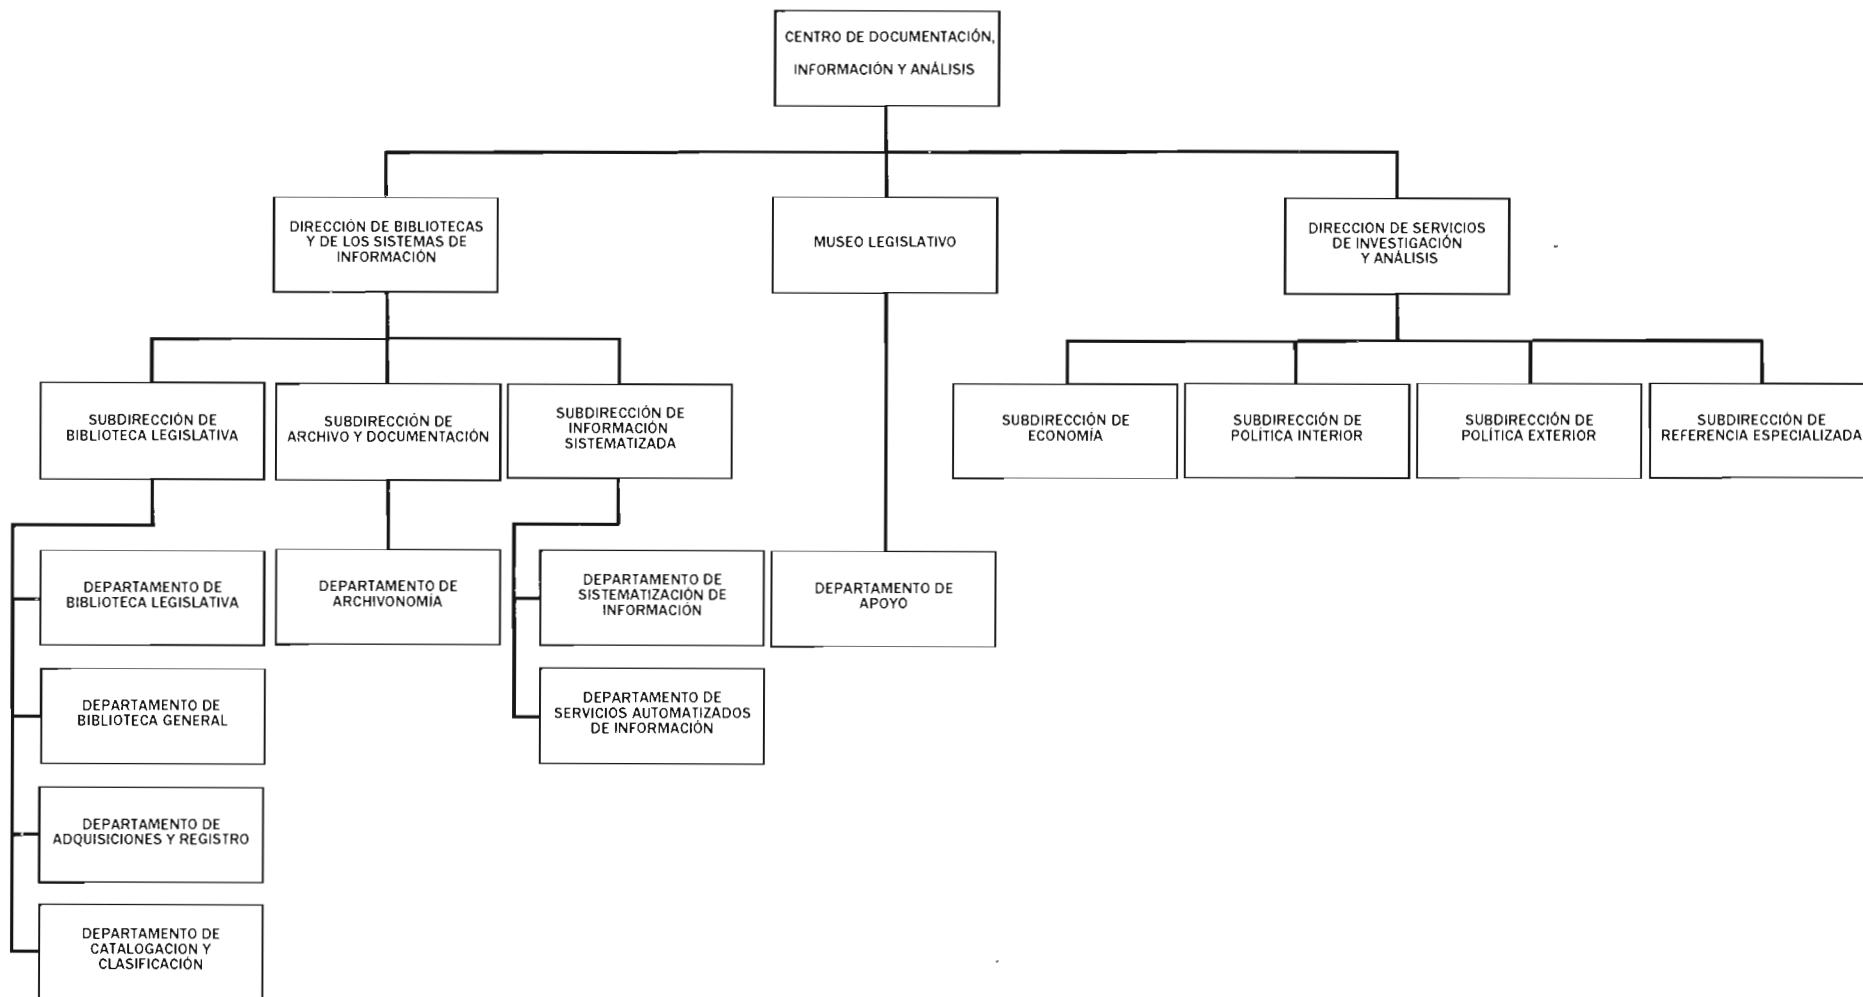 CENTRO DE DOCUMENTACIÓN,
INFORMACIÓN Y ANÁLISIS
DIRECCIÓN DE BIBLIOTECAS
Y DE LOS SISTEMAS DE
INFORMACIÓN
MUSEO LEGISLATIVO
DIRECCION DE SERVICIOS
DE INVESTIGACIÓN
Y ANÁLISIS
SUBDIRECCIÓN DE
BIBLIOTECA LEGISLATIVA
SUBDIRECCIÓN DE
ARCHIVO Y DOCUMENTACIÓN
SUBDIRECCIÓN DE
INFORMACIÓN
SISTEMATIZADA
SUBDIRECCIÓN DE
ECONOMÍA
SUBDIRECCIÓN DE
POLÍTICA INTERIOR
SUBDIRECCIÓN DE
POLÍTICA EXTERIOR
SUBDIRECCIÓN DE
REFERENCIA ESPECIALIZADA
DEPARTAMENTO DE
BIBLIOTECA LEGISLATIVA
DEPARTAMENTO DE
ARCHIVONOMÍA
DEPARTAMENTO DE
SISTEMATIZACIÓN DE
INFORMACIÓN
DEPARTAMENTO DE
APOYO
DEPARTAMENTO DE
BIBLIOTECA GENERAL
DEPARTAMENTO DE
SERVICIOS AUTOMATIZADOS
DE INFORMACIÓN
DEPARTAMENTO DE
ADQUISICIONES Y REGISTRO
DEPARTAMENTO DE
CATALOGACION Y
CLASIFICACIÓN